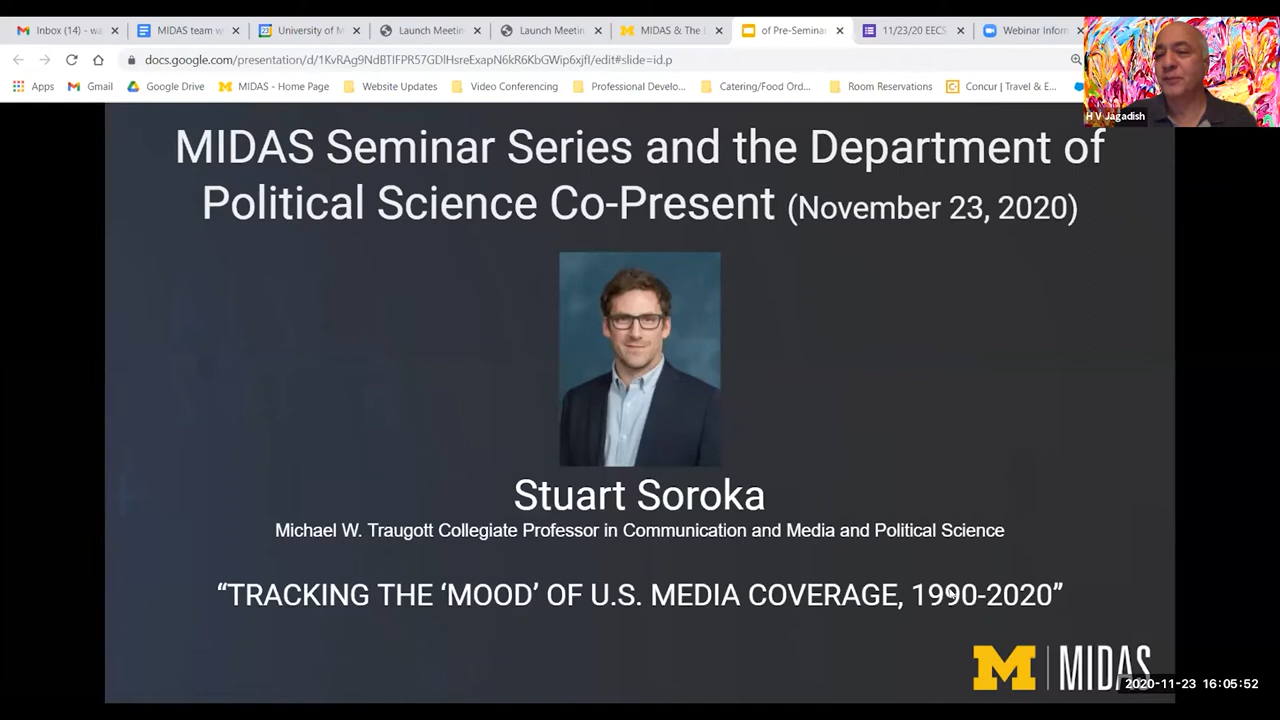 Inbox (14) - wa
MIDAS team w
University of M
Launch Meetin
Launch Meetin
MIDAS & The
of Pre-Seminar
11/23/20 EECS
Webinar Inform
docs.google.com/presentation/d/
/edit#slide=id.p
Apps
Gmail
Google Drive
MIDAS - Home Page
Website Updates
Video Conferencing
Professional Develo...
Catering/Food Ord...
Room Reservations
Concur | Travel & E...
H V Jagadish
MIDAS Seminar Series and the Department of
Political Science Co-Present (November 23, 2020)
Stuart Soroka
Michael W. Traugott Collegiate Professor in Communication and Media and Political Science
“TRACKING THE ‘MOOD’ OF U.S. MEDIA COVERAGE, 1990-2020”
M | MIDAS
2020-11-23 16:05:52